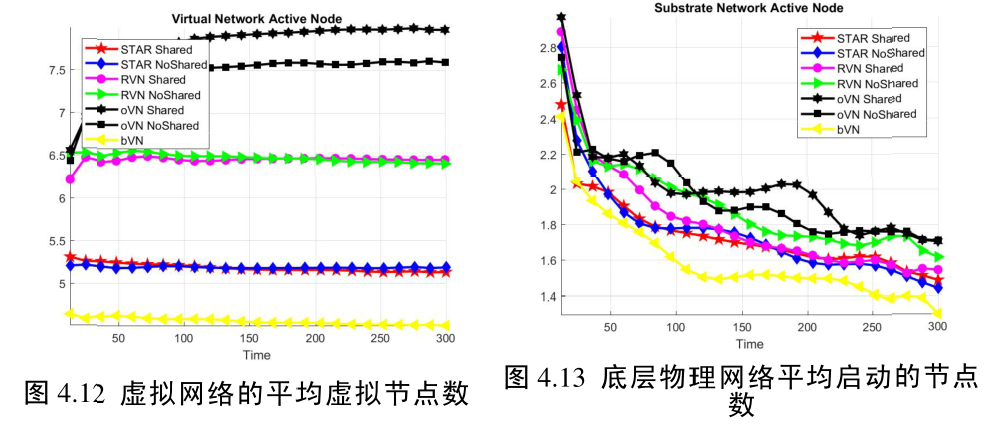 Virtual Network Active Node
STAR Shared
STAR NoShared
RVN Shared
RVN NoShared
oVN Shared
oVN NoShared
bVN
7.5
7
6.5
6
5.5
5
50
100
150
200
250
300
Time
图 4.12 虚拟网络的平均虚拟节点数
Substrate Network Active Node
STAR Shared
STAR NoShared
RVN Shared
RVN NoShared
oVN Shared
oVN NoShared
bVN
2.8
2.6
2.4
2.2
2
1.8
1.6
1.4
50
100
150
200
250
300
Time
图 4.13 底层物理网络平均启动的节点
数